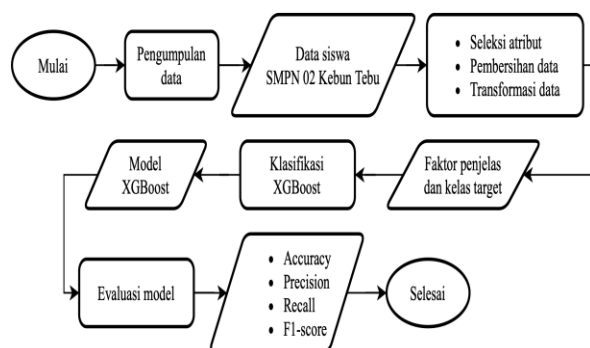 Mulai
Pengumpulan
data
Data siswa
SMPN 02 Kebun Tebu
• Seleksi atribut
• Pembersihan data
• Transformasi data
Faktor penjelas
dan kelas target
Klasifikasi
XGBoost
Model
XGBoost
Evaluasi model
• Accuracy
• Precision
• Recall
• F1-score
Selesai